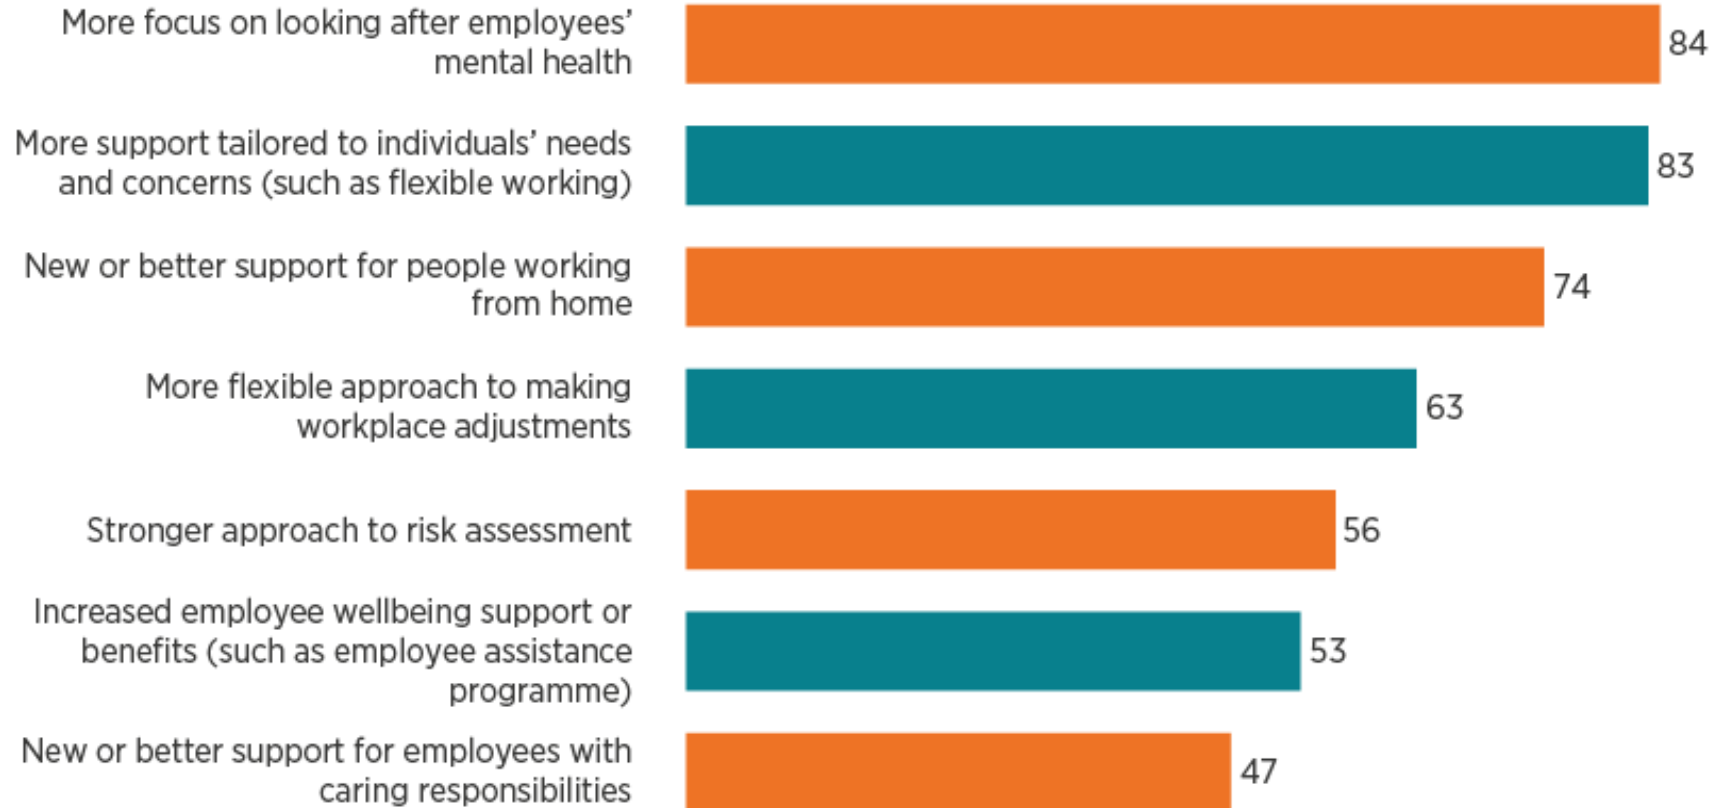 More focus on looking after employees’
mental health
84
More support tailored to individuals’ needs
and concerns (such as flexible working)
83
New or better support for people working
from home
74
More flexible approach to making
workplace adjustments
63
Stronger approach to risk assessment
56
Increased employee wellbeing support or
benefits (such as employee assistance
programme)
53
New or better support for employees with
caring responsibilities
47